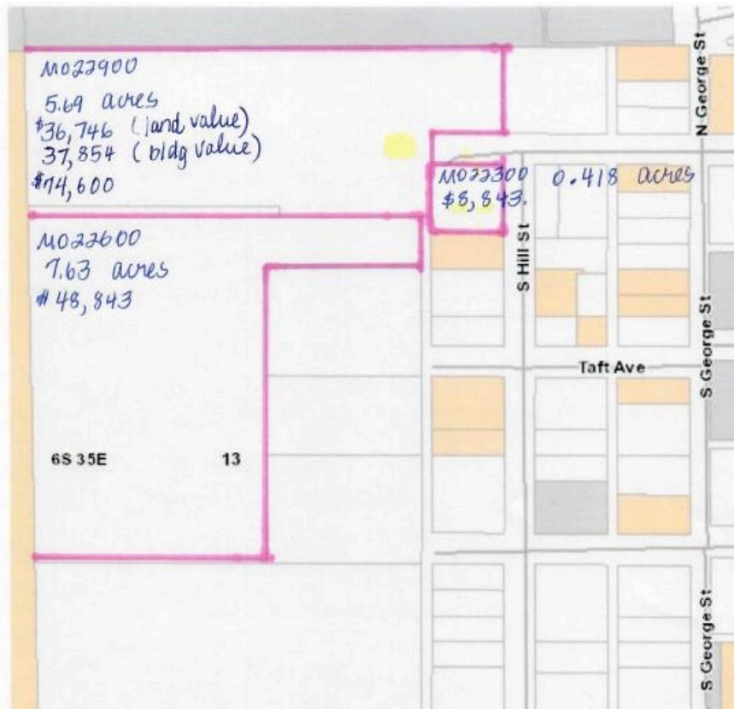 M022900
5.69 acres
$36,746 (land value)
37,854 (bldg value)
$74,600
M022300 0.418 acres
$8,843.
M022600
7.63 acres
$48,843
6S 35E 13
N George St
S Hill St
S George St
Taft Ave
S George St